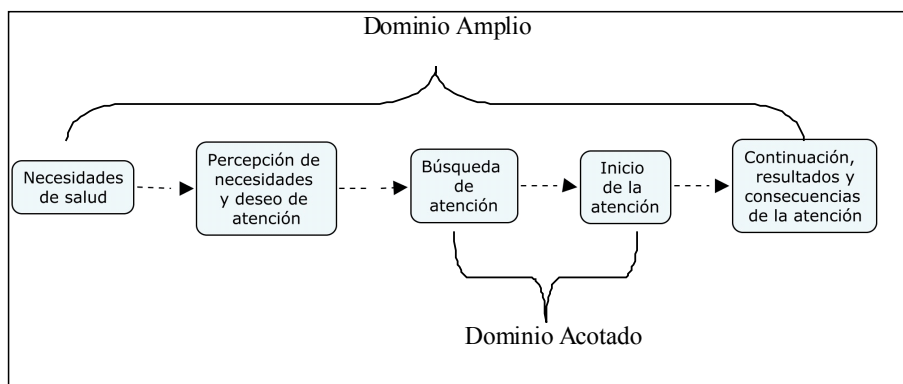 Dominio Amplio
Necesidades
de salud
Percepción de
necesidades
y deseo de
atención
Búsqueda
de
atención
Inicio
de la
atención
Continuación,
resultados y
consecuencias
de la atención
Dominio Acotado